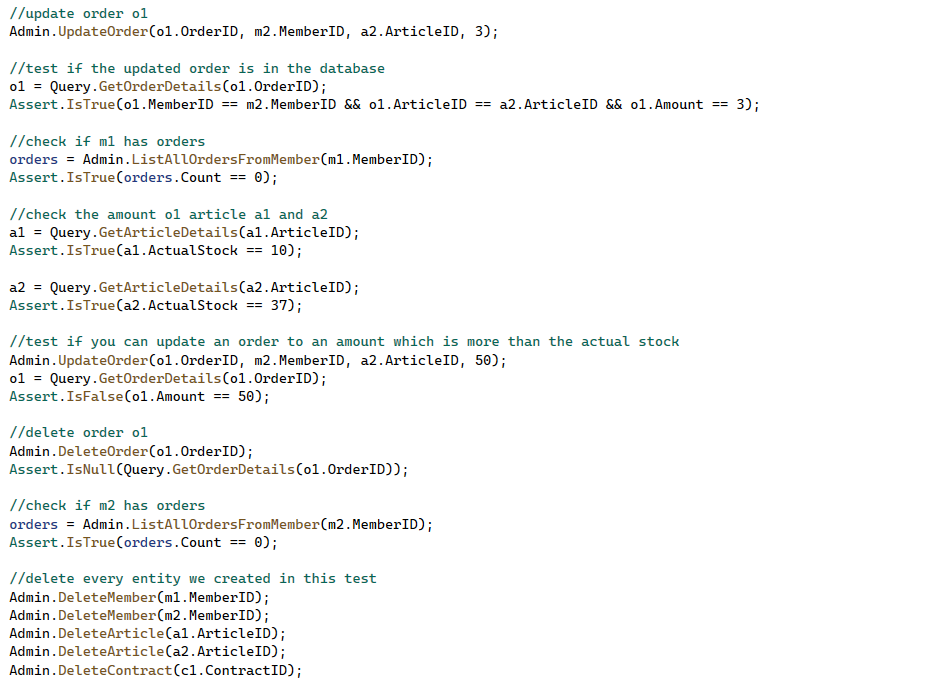 //update order o1
Admin.UpdateOrder(o1.OrderID, m2.MemberID, a2.ArticleID, 3);
//test if the updated order is in the database
o1 = Query.GetOrderDetails(o1.OrderID);
Assert.IsTrue(o1.MemberID == m2.MemberID && o1.ArticleID == a2.ArticleID && o1.Amount == 3);
//check if m1 has orders
orders = Admin.ListAllOrdersFromMember(m1.MemberID);
Assert.IsTrue(orders.Count == 0);
//check the amount o1 article a1 and a2
a1 = Query.GetArticleDetails(a1.ArticleID);
Assert.IsTrue(a1.ActualStock == 10);
a2 = Query.GetArticleDetails(a2.ArticleID);
Assert.IsTrue(a2.ActualStock == 37);
//test if you can update an order to an amount which is more than the actual stock
Admin.UpdateOrder(o1.OrderID, m2.MemberID, a2.ArticleID, 50);
o1 = Query.GetOrderDetails(o1.OrderID);
Assert.IsFalse(o1.Amount == 50);
//delete order o1
Admin.DeleteOrder(o1.OrderID);
Assert.IsNull(Query.GetOrderDetails(o1.OrderID));
//check if m2 has orders
orders = Admin.ListAllOrdersFromMember(m2.MemberID);
Assert.IsTrue(orders.Count == 0);
//delete every entity we created in this test
Admin.DeleteMember(m1.MemberID);
Admin.DeleteMember(m2.MemberID);
Admin.DeleteArticle(a1.ArticleID);
Admin.DeleteArticle(a2.ArticleID);
Admin.DeleteContract(c1.ContractID);